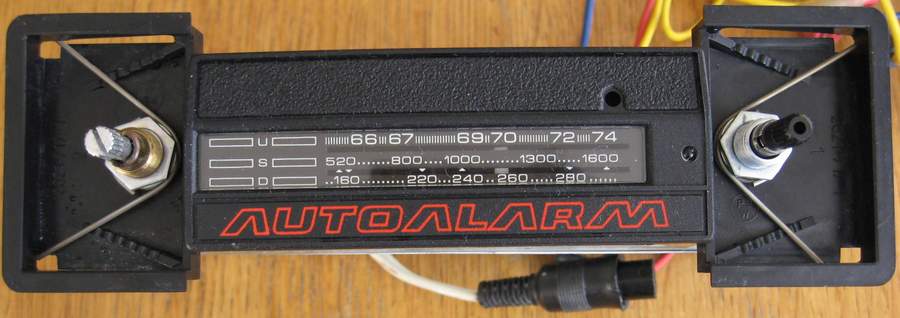 U 66 67 69 70 72 74
S 520......800....1000......1300....1600
D ..160..........220...240...260......280......
AUTOALARM